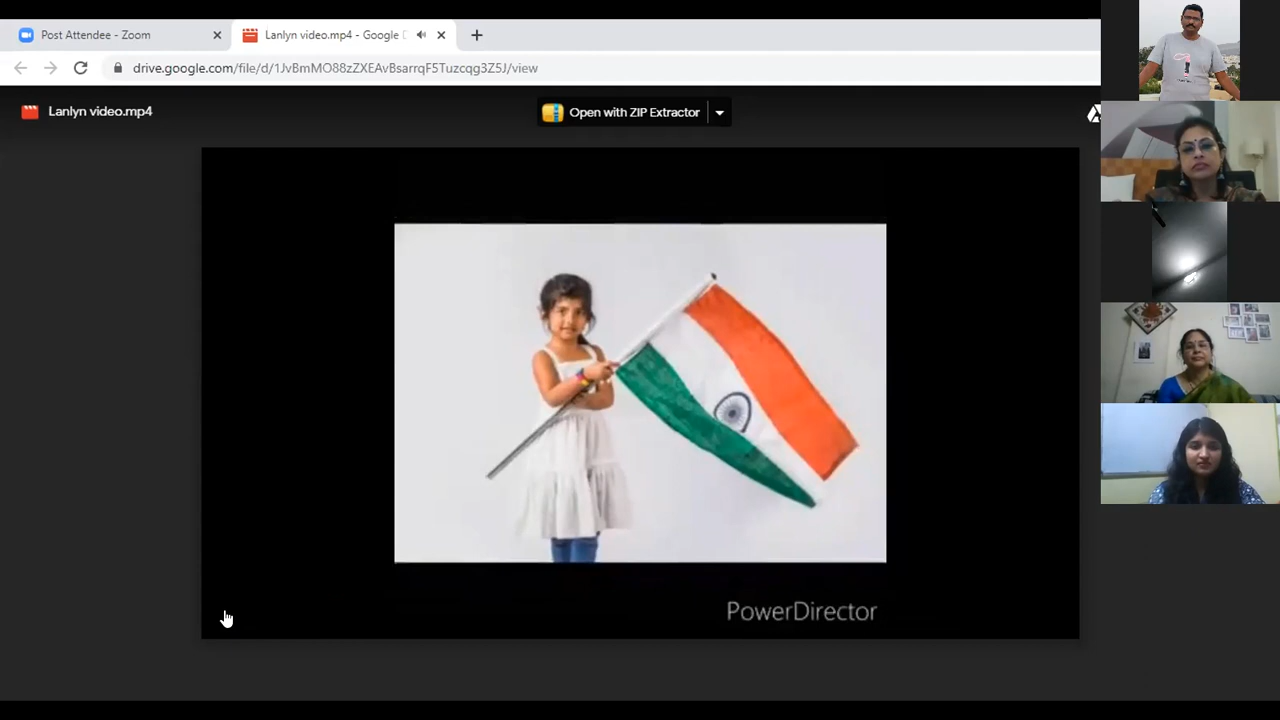 Post Attendee - Zoom
Lanlyn video.mp4 - Google D
drive.google.com/file/d/1JvBmMO88zZXEAvBsarrqF5Tuzcqg3Z5J/view
Lanlyn video.mp4
Open with ZIP Extractor
PowerDirector